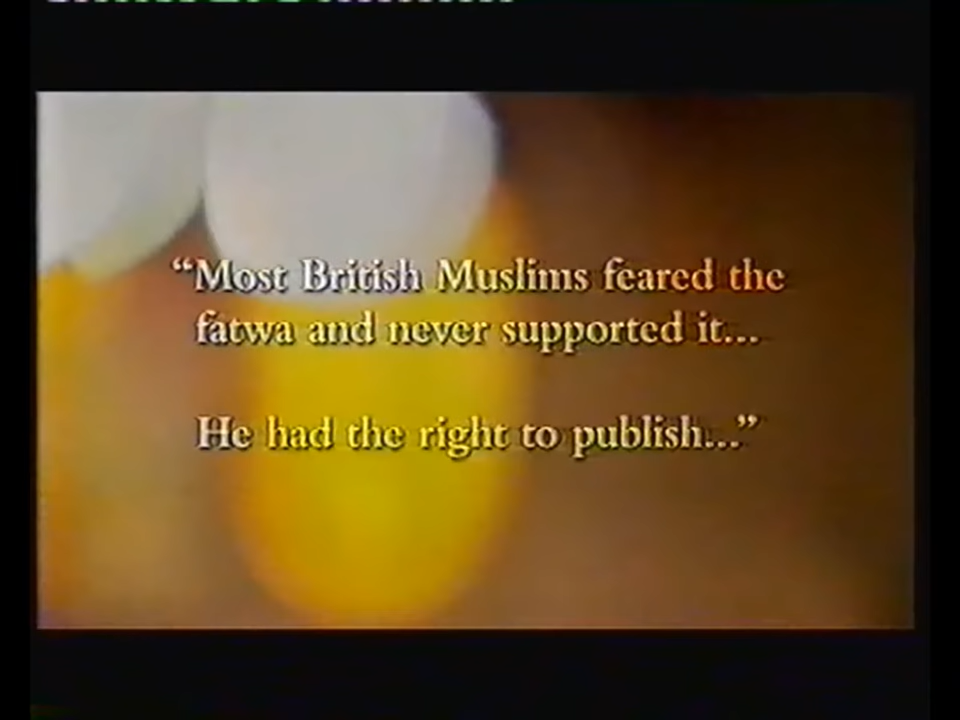 “Most British Muslims feared the
fatwa and never supported it...
He had the right to publish...”